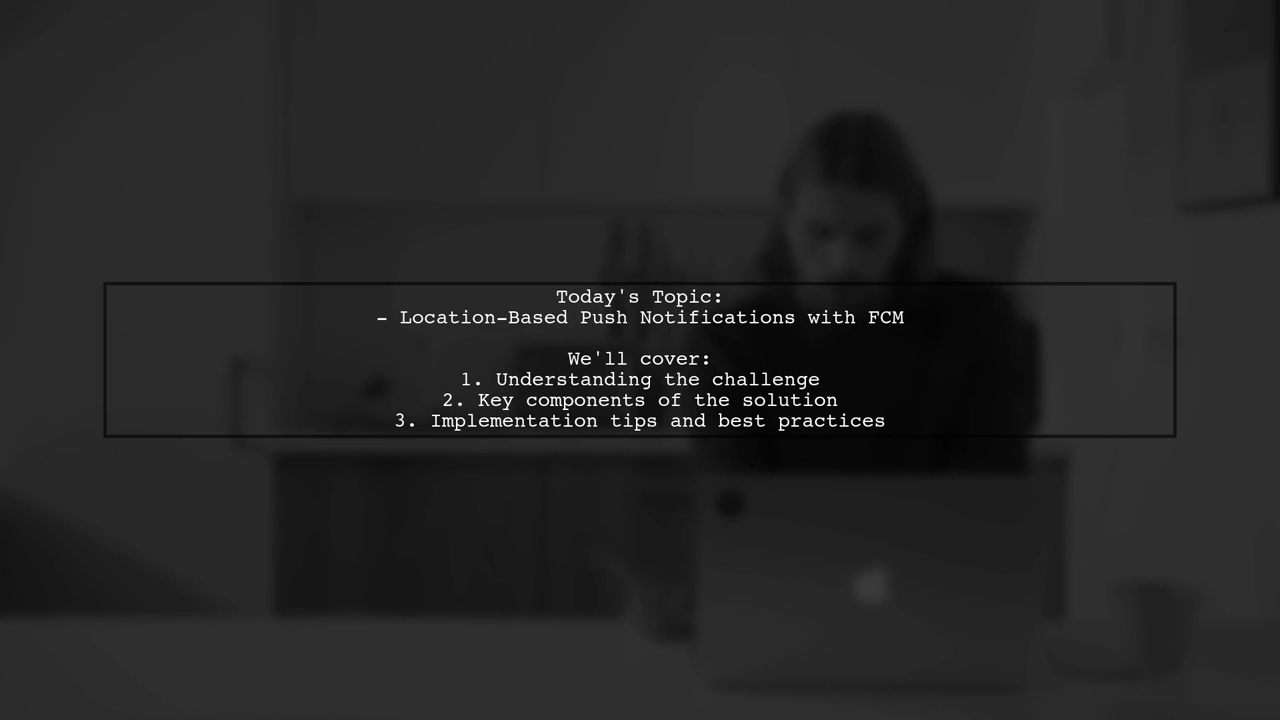 Today's Topic:
- Location-Based Push Notifications with FCM
We'll cover:
1. Understanding the challenge
2. Key components of the solution
3. Implementation tips and best practices